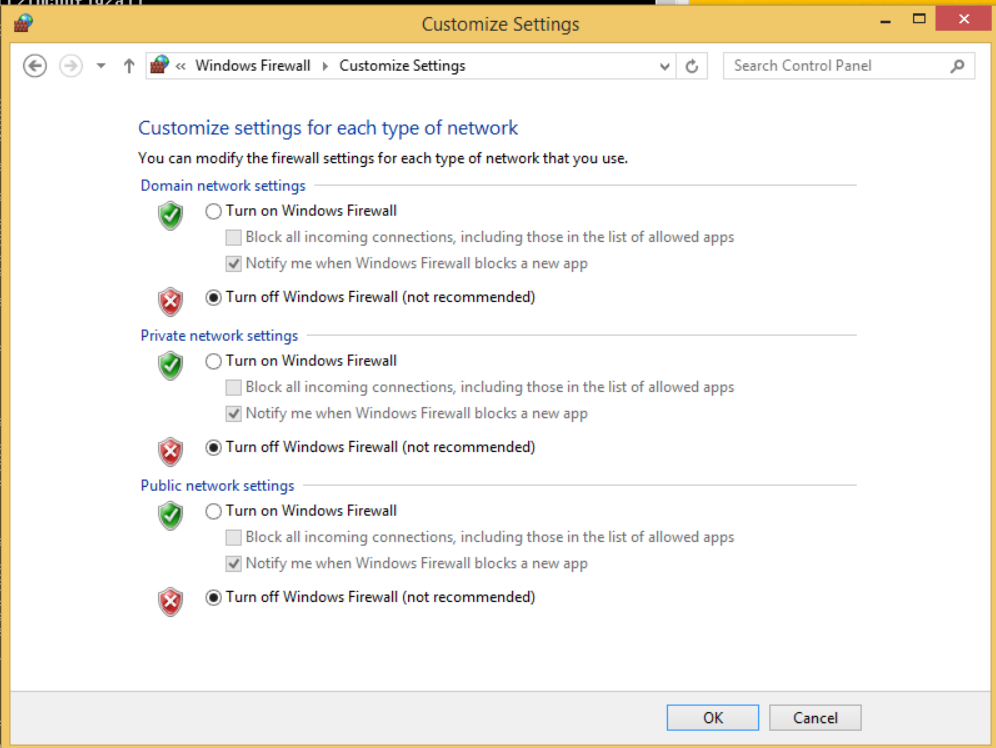 Customize Settings
« Windows Firewall Customize Settings
Search Control Panel
Customize settings for each type of network
You can modify the firewall settings for each type of network that you use.
Domain network settings
Turn on Windows Firewall
Block all incoming connections, including those in the list of allowed apps
Notify me when Windows Firewall blocks a new app
Turn off Windows Firewall (not recommended)
Private network settings
Turn on Windows Firewall
Block all incoming connections, including those in the list of allowed apps
Notify me when Windows Firewall blocks a new app
Turn off Windows Firewall (not recommended)
Public network settings
Turn on Windows Firewall
Block all incoming connections, including those in the list of allowed apps
Notify me when Windows Firewall blocks a new app
Turn off Windows Firewall (not recommended)
OK
Cancel